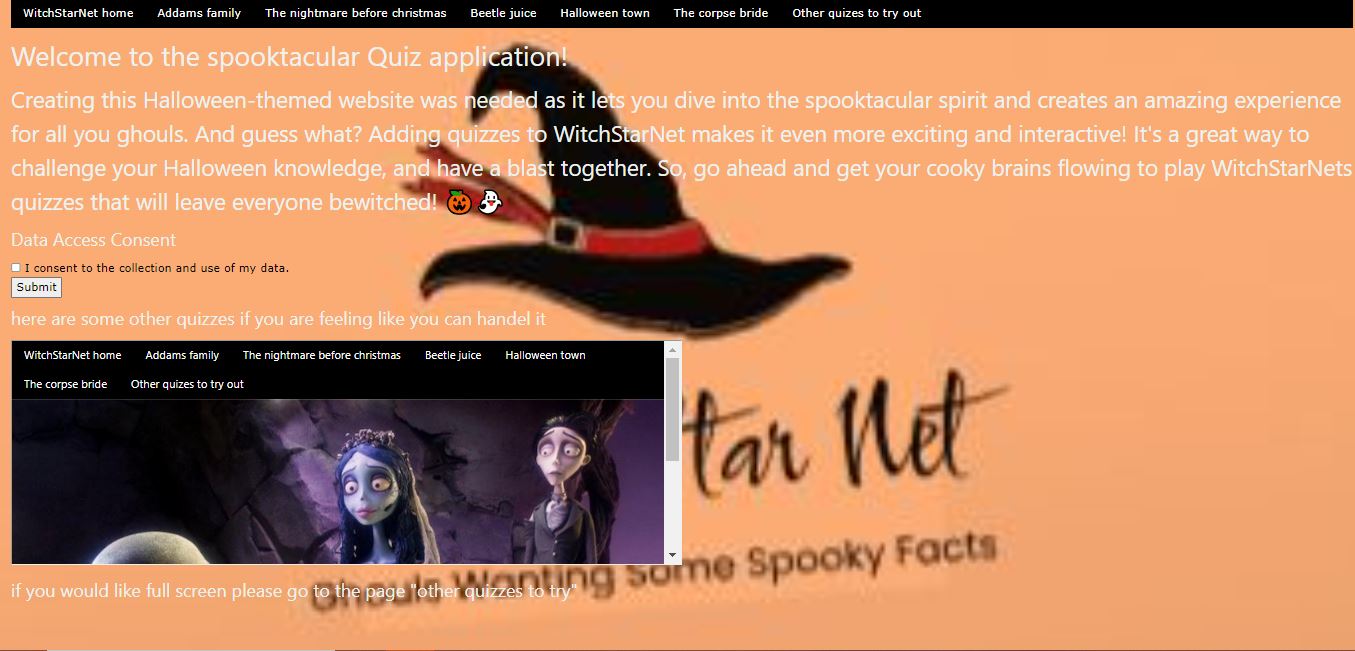 WitchStarNet home Addams family The nightmare before christmas Beetle juice Halloween town The corpse bride Other quizes to try out
Welcome to the spooktacular Quiz application!
Creating this Halloween-themed website was needed as it lets you dive into the spooktacular spirit and creates an amazing experience
for all you ghouls. And guess what? Adding quizzes to WitchStarNet makes it even more exciting and interactive! It's a great way to
challenge your Halloween knowledge, and have a blast together. So, go ahead and get your cooky brains flowing to play WitchStarNets
quizzes that will leave everyone bewitched! 🎃👻
Data Access Consent
I consent to the collection and use of my data.
Submit
here are some other quizzes if you are feeling like you can handel it
WitchStarNet home Addams family The nightmare before christmas Beetle juice Halloween town
The corpse bride Other quizes to try out
tar Net
Ghouls Wanting Some Spooky Facts
if you would like full screen please go to the page "other quizzes to try"